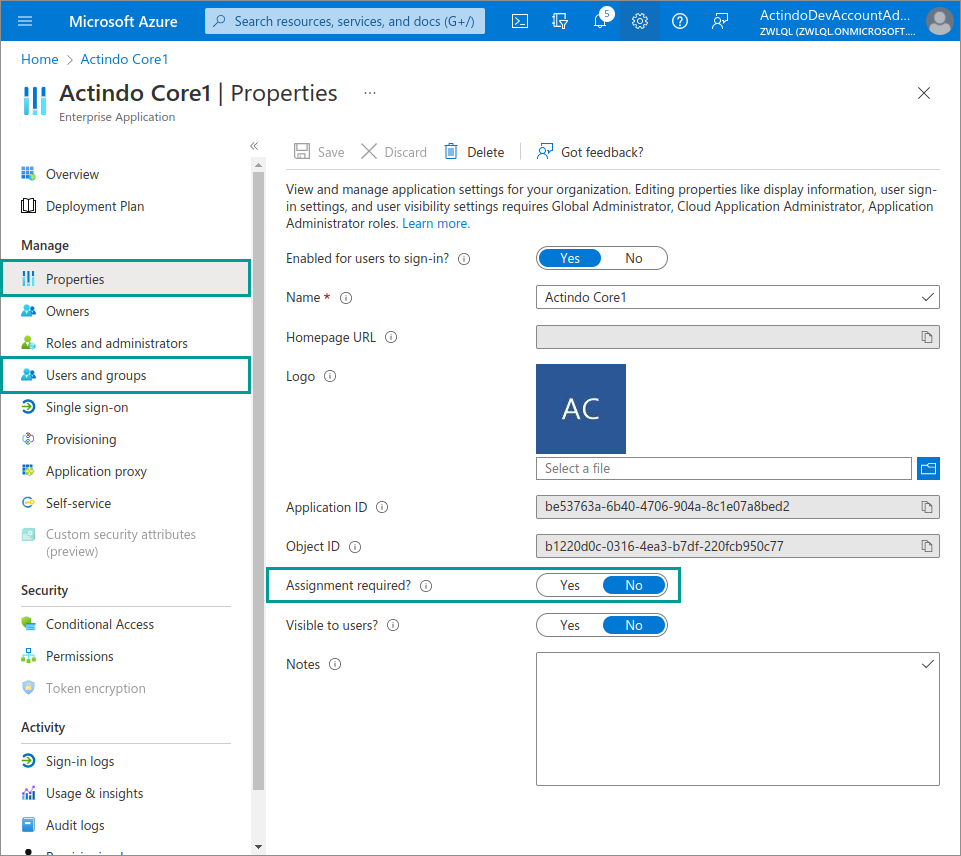 Microsoft Azure
Search resources, services, and docs (G+/)
5
ActindoDevAccountAd...
ZWLQL (ZWLQL.ONMICROSOFT....
Home > Actindo Core1
Actindo Core1 | Properties ...
Enterprise Application
Overview
Deployment Plan
Manage
Properties
Owners
Roles and administrators
Users and groups
Single sign-on
Provisioning
Application proxy
Self-service
Custom security attributes
(preview)
Security
Conditional Access
Permissions
Token encryption
Activity
Sign-in logs
Usage & insights
Audit logs
Save
Discard
Delete
Got feedback?
View and manage application settings for your organization. Editing properties like display information, user sign-
in settings, and user visibility settings requires Global Administrator, Cloud Application Administrator, Application
Administrator roles. Learn more.
Enabled for users to sign-in? Yes No
Name * Actindo Core1
Homepage URL
Logo
AC
Select a file
Application ID be53763a-6b40-4706-904a-8c1e07a8bed2
Object ID b1220d0c-0316-4ea3-b7df-220fcb950c77
Assignment required? Yes No
Visible to users? Yes No
Notes